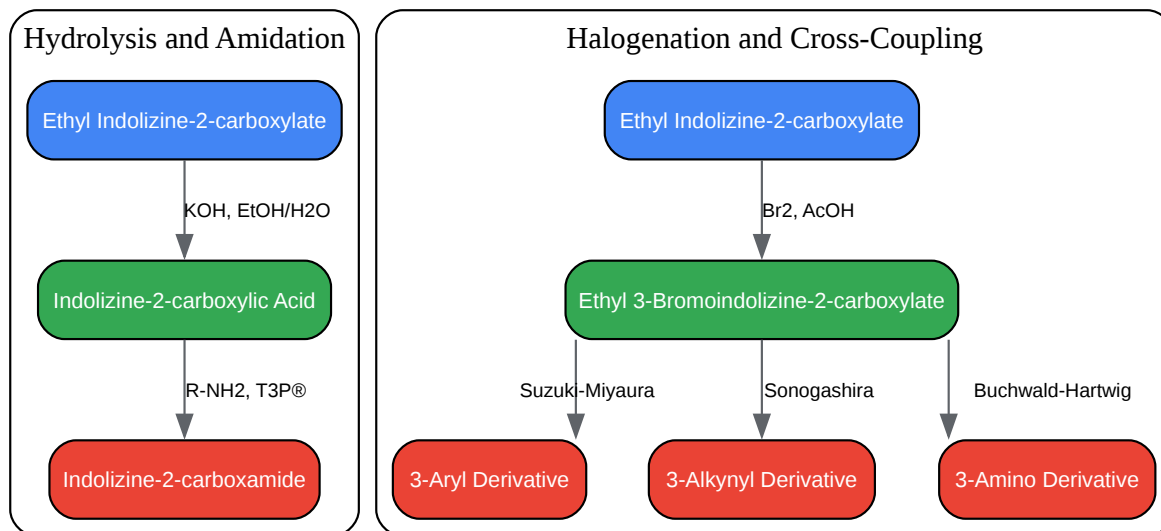 Hydrolysis and Amidation
Ethyl Indolizine-2-carboxylate
KOH, EtOH/H2O
Indolizine-2-carboxylic Acid
R-NH2, T3P®
Indolizine-2-carboxamide
Halogenation and Cross-Coupling
Ethyl Indolizine-2-carboxylate
Br2, AcOH
Ethyl 3-Bromoindolizine-2-carboxylate
Suzuki-Miyaura
Sonogashira
Buchwald-Hartwig
3-Aryl Derivative
3-Alkynyl Derivative
3-Amino Derivative